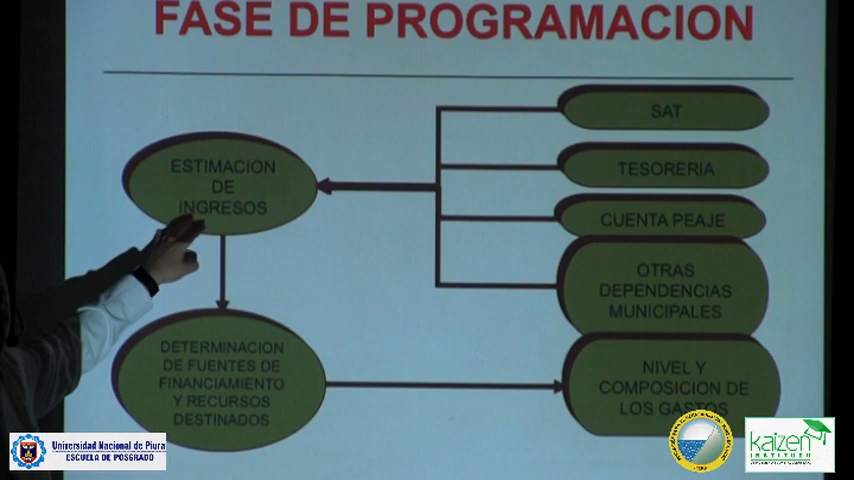 FASE DE PROGRAMACION
SAT
ESTIMACION
DE
INGRESOS
TESORERIA
CUENTA PEAJE
OTRAS
DEPENDENCIAS
MUNICIPALES
DETERMINACION
DE FUENTES DE
FINANCIAMIENTO
Y RECURSOS
DESTINADOS
NIVEL Y
COMPOSICION DE
LOS GASTOS
Universidad Nacional de Piura
ESCUELA DE POSGRADO
kaizen
INSTITUTO